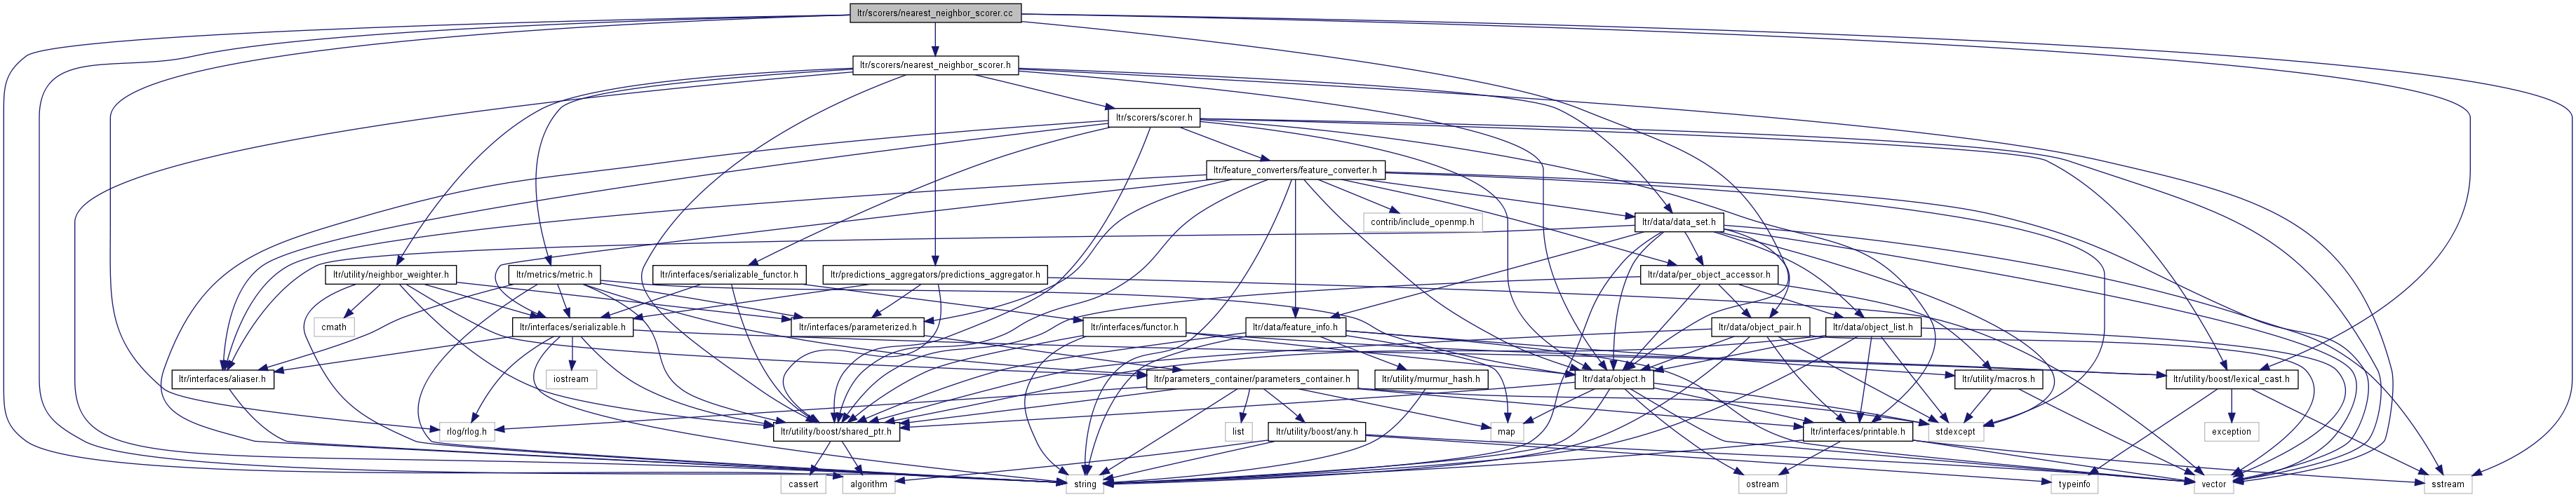 ltr/scorers/nearest_neighbor_scorer.cc
ltr/scorers/nearest_neighbor_scorer.h
ltr/scorers/scorer.h
ltr/feature_converters/feature_converter.h
contrib/include_openmp.h
ltr/data/data_set.h
ltr/utility/neighbor_weighter.h
ltr/metrics/metric.h
ltr/interfaces/serializable_functor.h
ltr/predictions_aggregators/predictions_aggregator.h
ltr/data/per_object_accessor.h
cmath
ltr/interfaces/serializable.h
ltr/interfaces/parameterized.h
ltr/interfaces/functor.h
ltr/data/feature_info.h
ltr/data/object_pair.h
ltr/data/object_list.h
ltr/interfaces/aliaser.h
iostream
ltr/parameters_container/parameters_container.h
ltr/utility/murmur_hash.h
ltr/data/object.h
ltr/utility/macros.h
ltr/utility/boost/lexical_cast.h
rlog/rlog.h
ltr/utility/boost/shared_ptr.h
list
ltr/utility/boost/any.h
map
ltr/interfaces/printable.h
stdexcept
exception
cassert
algorithm
string
ostream
typeinfo
vector
sstream